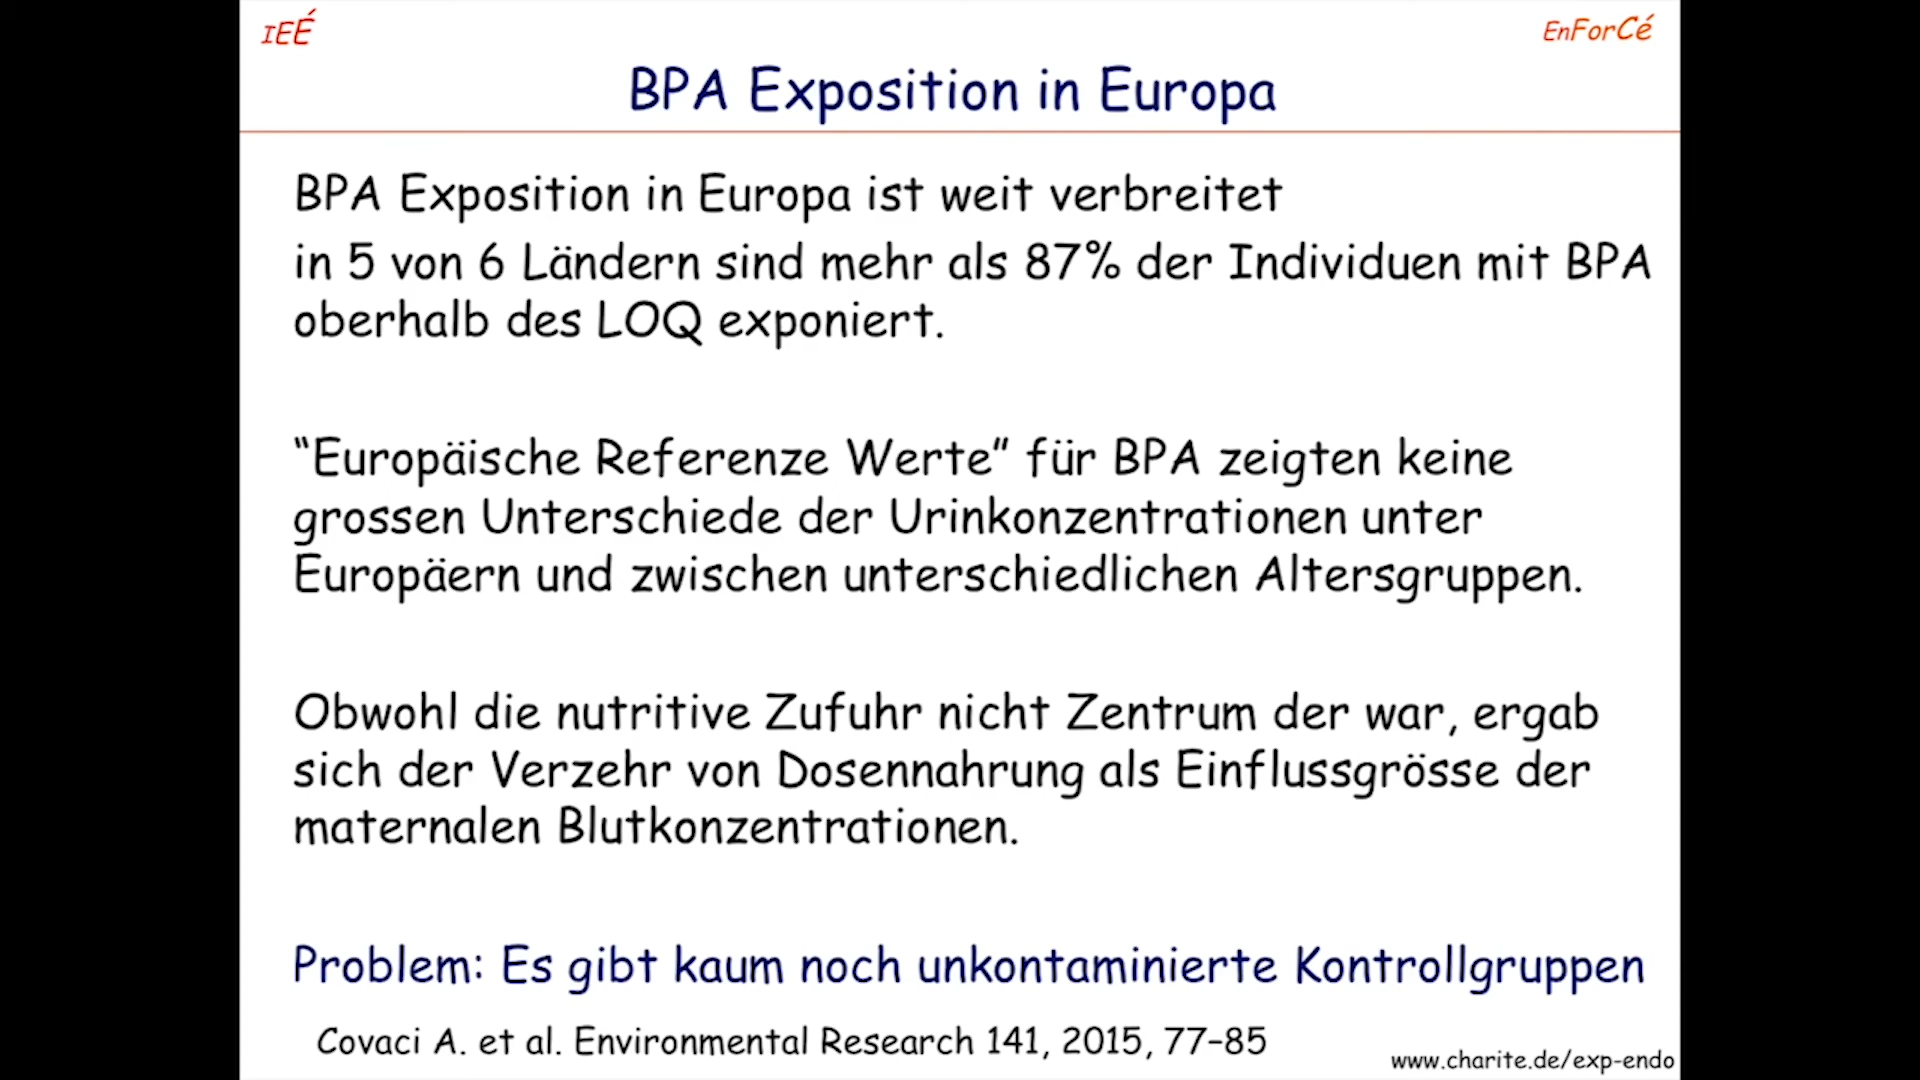 IEÉ
EnForCé
BPA Exposition in Europa
BPA Exposition in Europa ist weit verbreitet
in 5 von 6 Ländern sind mehr als 87% der Individuen mit BPA
oberhalb des LOQ exponiert.
“Europäische Referenze Werte” für BPA zeigten keine
grossen Unterschiede der Urinkonzentrationen unter
Europäern und zwischen unterschiedlichen Altersgruppen.
Obwohl die nutritive Zufuhr nicht Zentrum der war, ergab
sich der Verzehr von Dosennahrung als Einflussgrösse der
maternalen Blutkonzentrationen.
Problem: Es gibt kaum noch unkontaminierte Kontrollgruppen
Covaci A. et al. Environmental Research 141, 2015, 77–85
www.charite.de/exp-endo